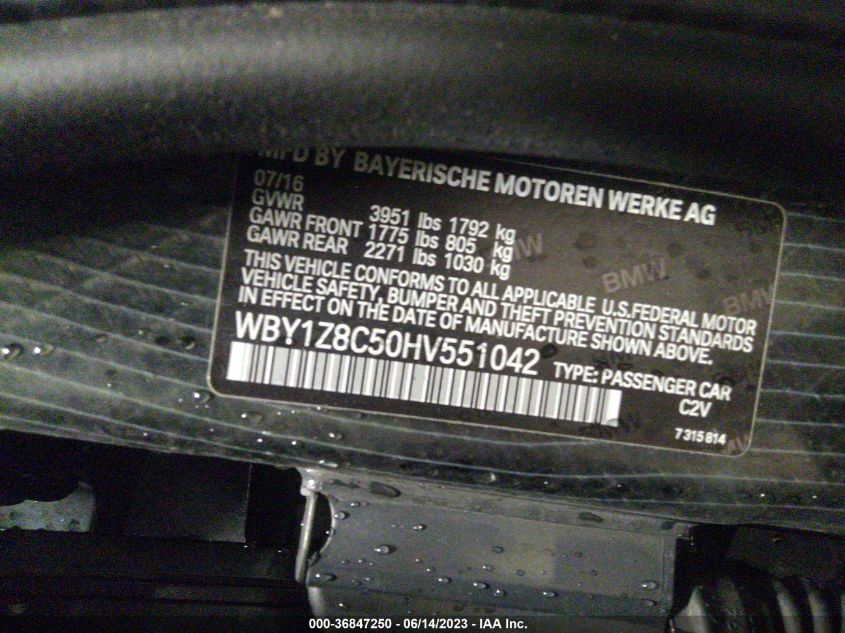 MFD BY BAYERISCHE MOTOREN WERKE AG
07/16
GVWR 3951 lbs 1792 kg
GAWR FRONT 1775 lbs 805 kg
GAWR REAR 2271 lbs 1030 kg
THIS VEHICLE CONFORMS TO ALL APPLICABLE U.S.FEDERAL MOTOR
VEHICLE SAFETY, BUMPER AND THEFT PREVENTION STANDARDS
IN EFFECT ON THE DATE OF MANUFACTURE SHOWN ABOVE.
WBY1Z8C50HV551042 TYPE: PASSENGER CAR
C2V
7 315 814
BMW
BMW
BMW
000-36847250 - 06/14/2023 - IAA Inc.